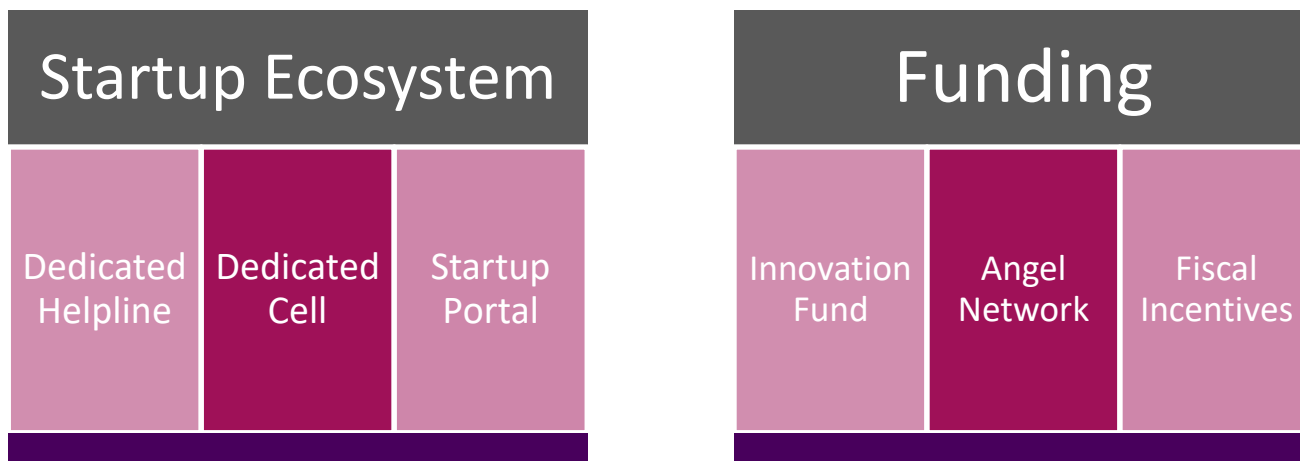 Startup Ecosystem
Dedicated
Helpline
Dedicated
Cell
Startup
Portal
Funding
Innovation
Fund
Angel
Network
Fiscal
Incentives